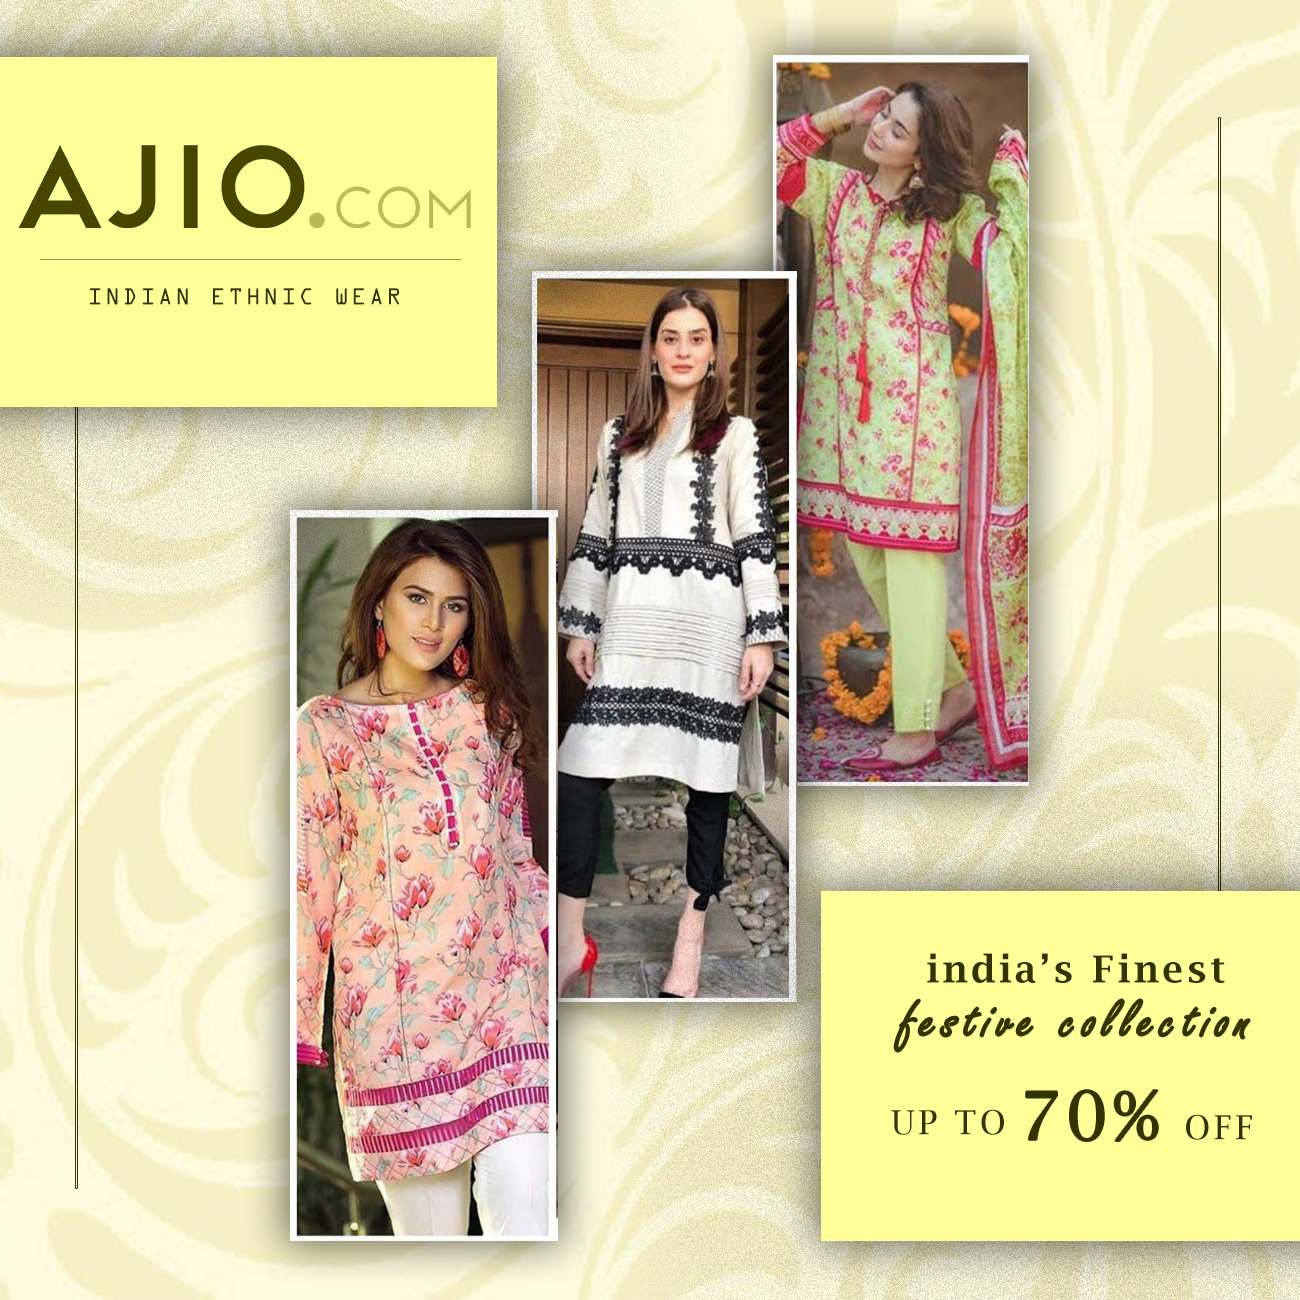 AJIO.COM
INDIAN ETHNIC WEAR
india's Finest
festive collection
UP TO 70% OFF